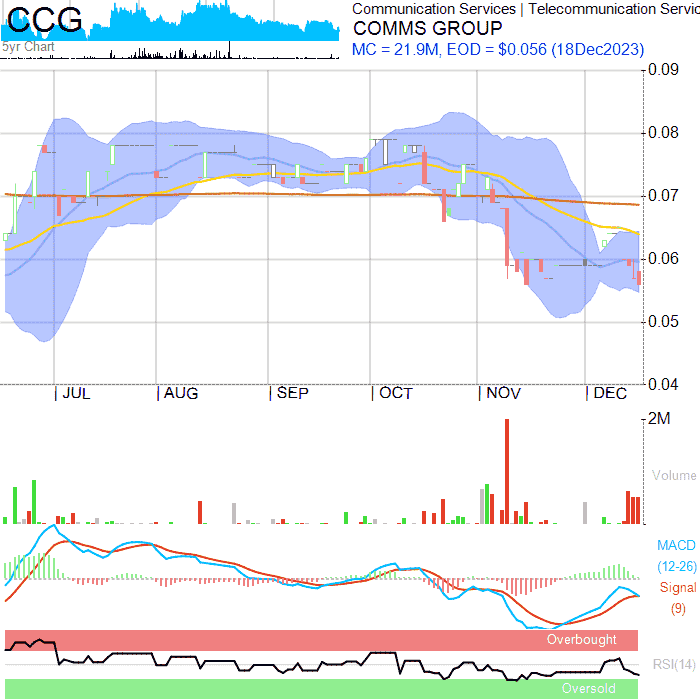 CCG
5yr Chart
Communication Services | Telecommunication Servic
COMMS GROUP
MC = 21.9M, EOD = $0.056 (18Dec2023)
0.09
0.08
0.07
0.06
0.05
0.04
| JUL | AUG | SEP | OCT | NOV | DEC
2M
Volume
MACD
(12-26)
Signal
(9)
Overbought
RSI(14)
Oversold